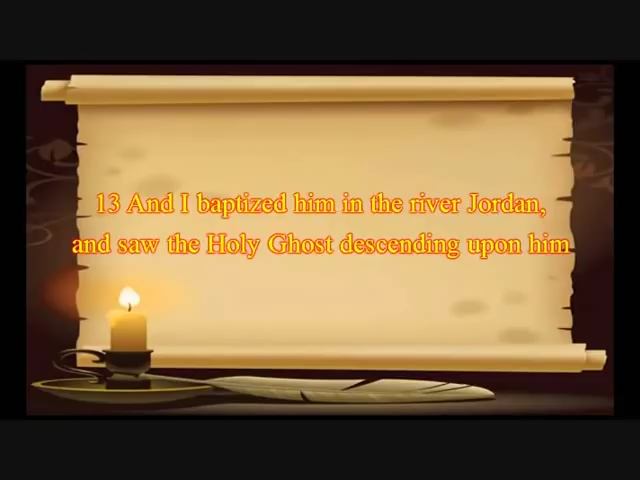 13 And I baptized him in the river Jordan,
and saw the Holy Ghost descending upon him